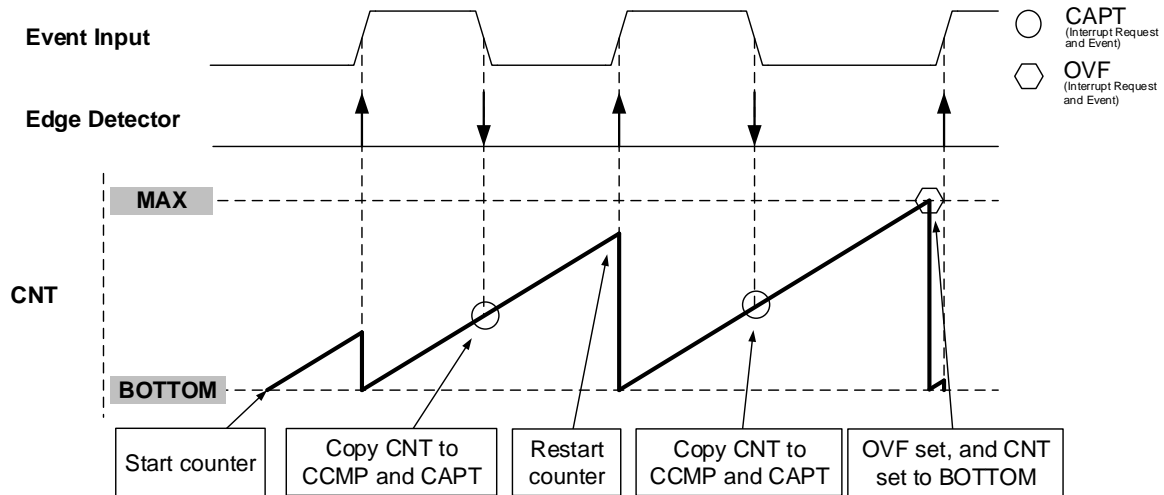 CAPT
(Interrupt Request
and Event)
Event Input
OVF
(Interrupt Request
and Event)
Edge Detector
MAX
CNT
BOTTOM
Start counter
Copy CNT to
CCMP and CAPT
Restart
counter
Copy CNT to
CCMP and CAPT
OVF set, and CNT
set to BOTTOM